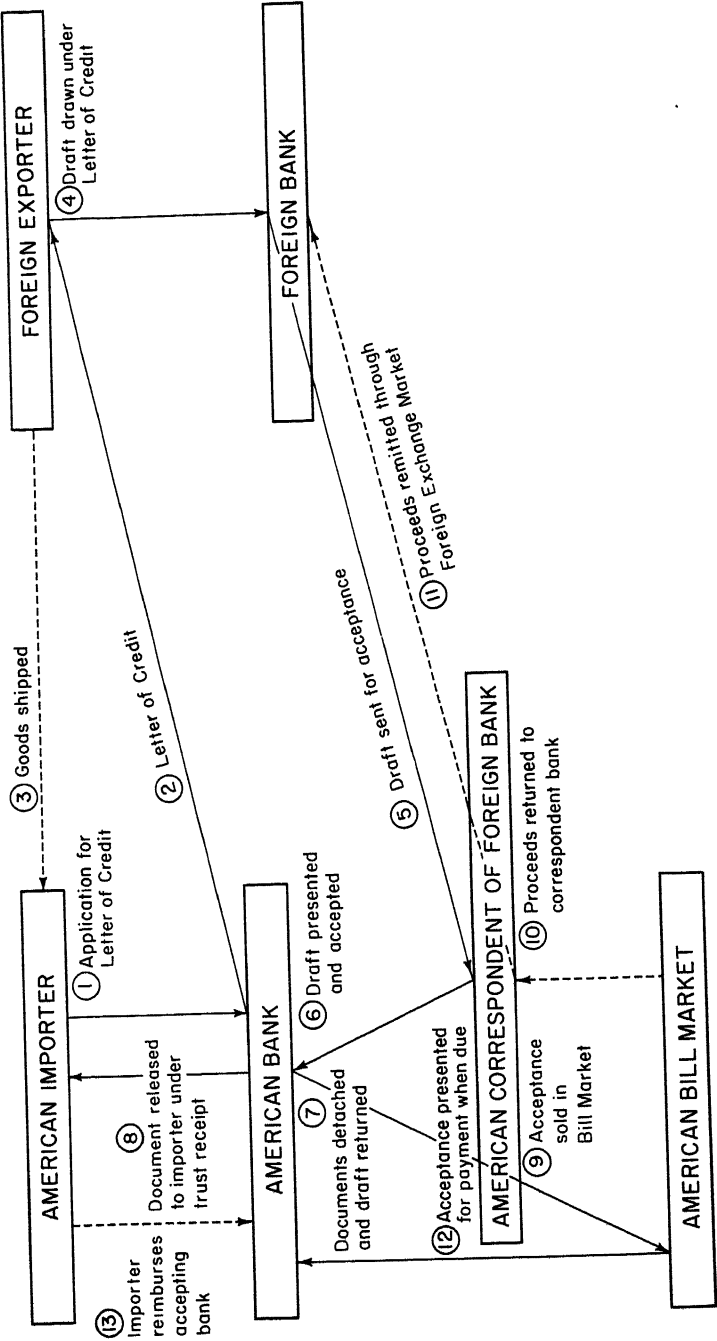 AMERICAN IMPORTER
FOREIGN EXPORTER
③ Goods shipped
⑬ Importer
reimburses
accepting
bank
⑧
Document released
to importer under
trust receipt
① Application for
Letter of Credit
② Letter of Credit
④ Draft drawn under
Letter of Credit
AMERICAN BANK
FOREIGN BANK
⑦
Documents detached
and draft returned
⑥ Draft presented
and accepted
⑤ Draft sent for acceptance
⑪ Proceeds remitted through
Foreign Exchange Market
⑫ Acceptance presented
for payment when due
AMERICAN CORRESPONDENT OF FOREIGN BANK
⑨ Acceptance
sold in
Bill Market
⑩ Proceeds returned to
correspondent bank
AMERICAN BILL MARKET